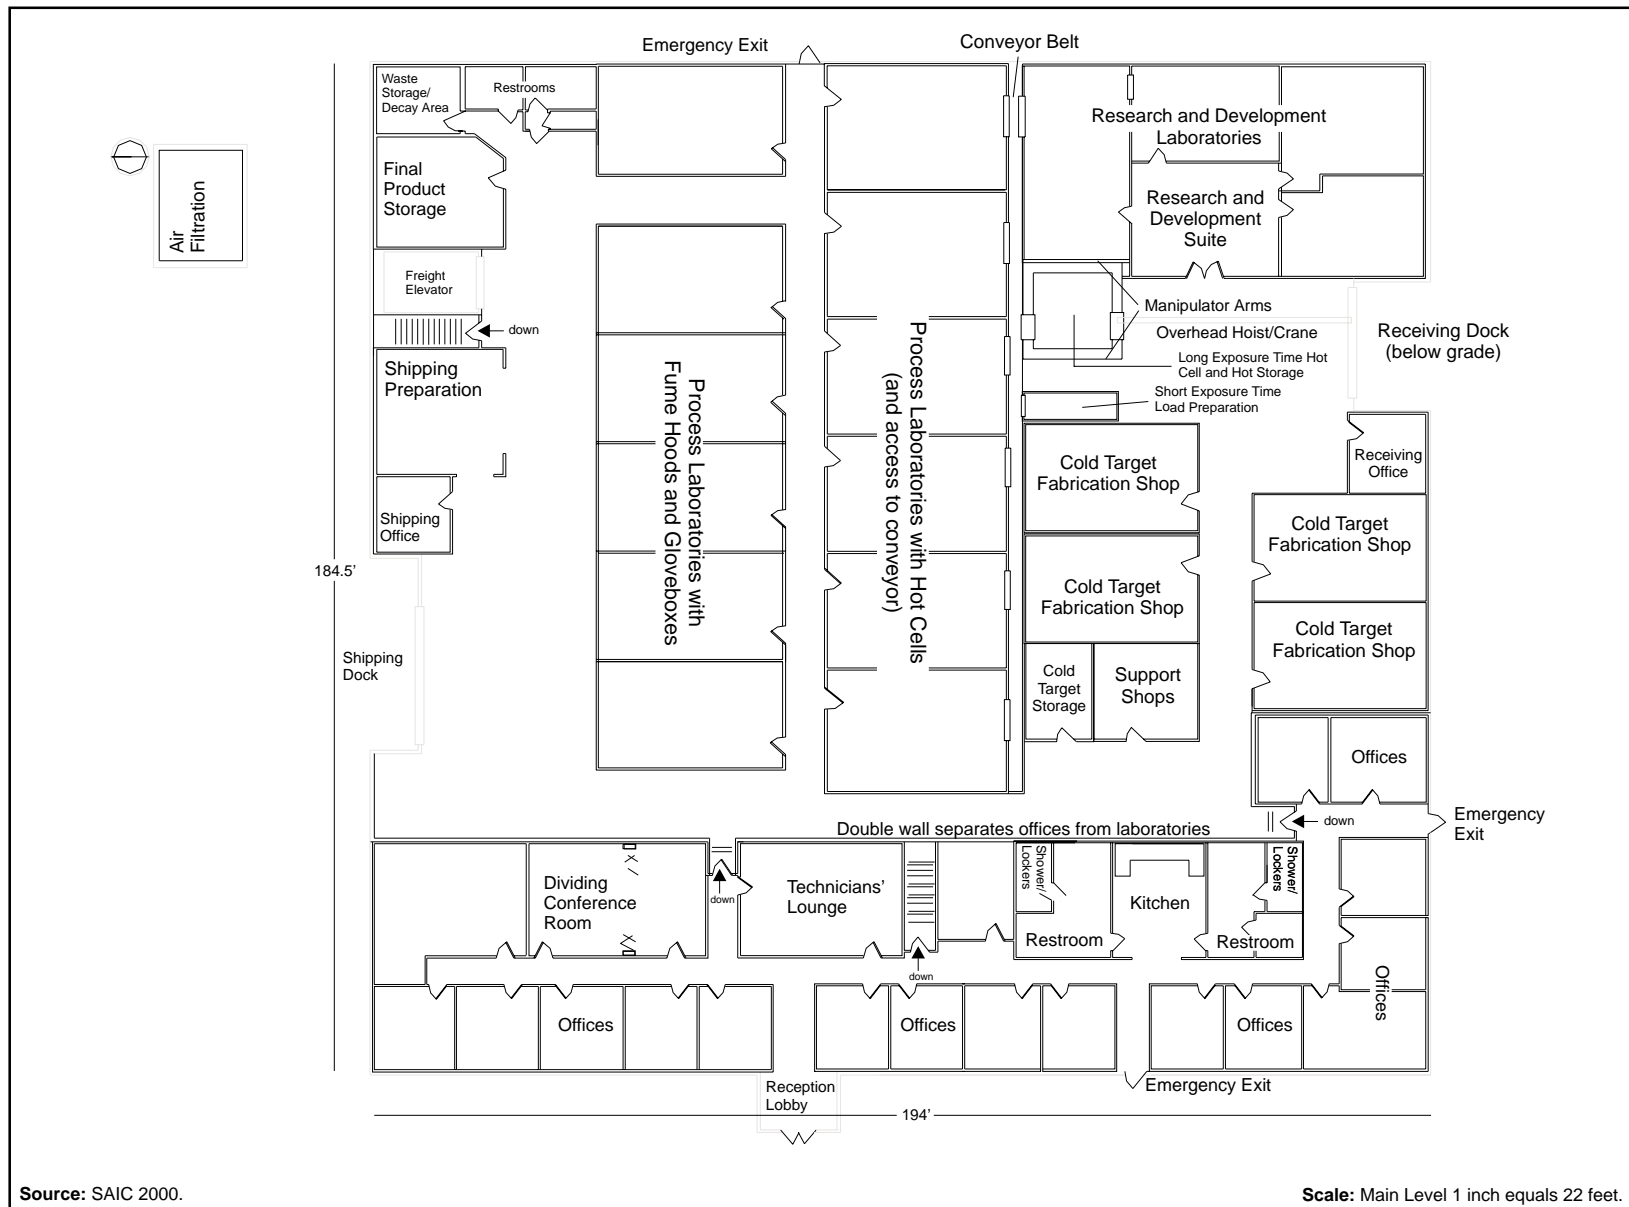 Emergency Exit
Conveyor Belt
Waste
Storage/
Decay Area
Restrooms
Research and Development
Laboratories
Final
Product
Storage
Research and
Development
Suite
Air
Filtration
Freight
Elevator
down
Manipulator Arms
Overhead Hoist/Crane
Receiving Dock
(below grade)
Long Exposure Time Hot
Cell and Hot Storage
Shipping
Preparation
Short Exposure Time
Load Preparation
Process Laboratories with
Fume Hoods and Gloveboxes
Process Laboratories with Hot Cells
(and access to conveyor)
Cold Target
Fabrication Shop
Receiving
Office
Shipping
Office
Cold Target
Fabrication Shop
184.5’
Cold Target
Fabrication Shop
Cold Target
Fabrication Shop
Shipping
Dock
Cold
Target
Storage
Support
Shops
Offices
Emergency
Exit
down
Double wall separates offices from laboratories
Dividing
Conference
Room
down
Technicians’
Lounge
down
Shower/
Lockers
Restroom
Kitchen
Shower/
Lockers
Restroom
Offices
Offices
Offices
Offices
Reception
Lobby
Emergency Exit
194’
Source: SAIC 2000.
Scale: Main Level 1 inch equals 22 feet.